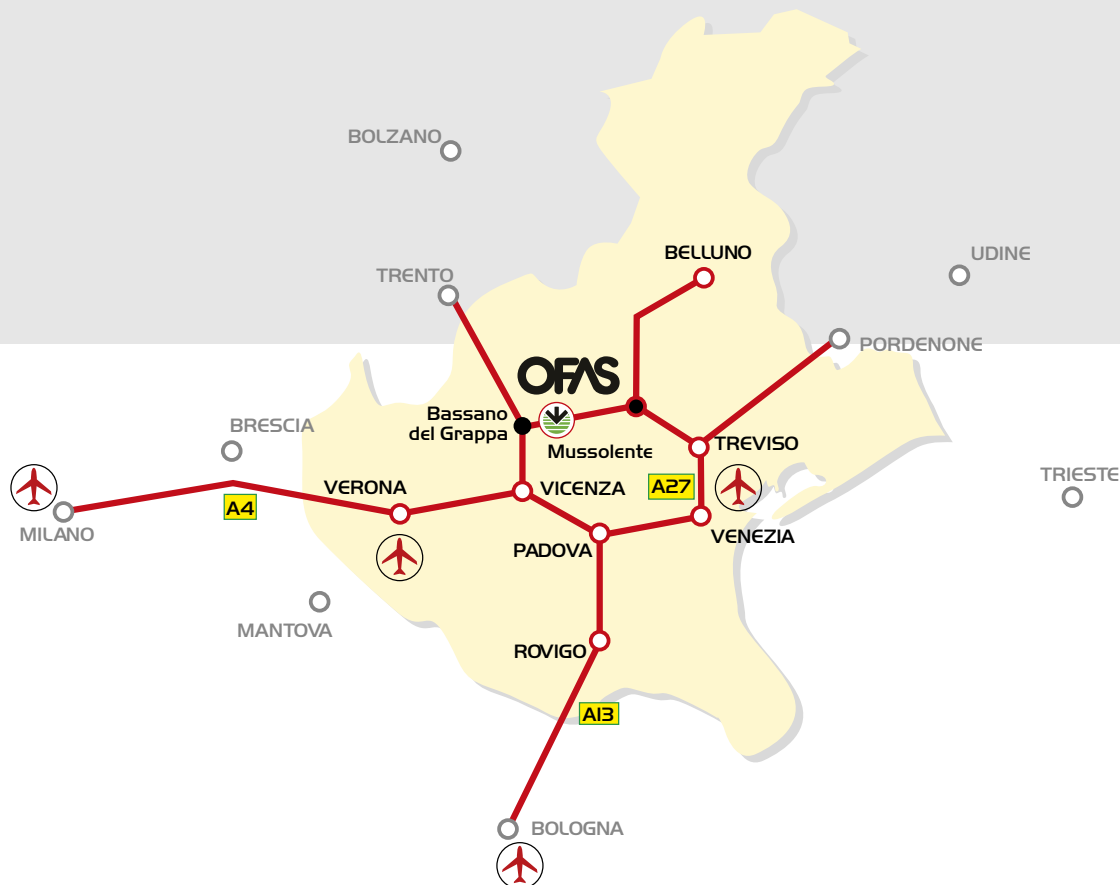 BOLZANO
BELLUNO
UDINE
TRENTO
PORDENONE
OFAS
Bassano
del Grappa
Mussolente
BRESCIA
TREVISO
TRIESTE
VERONA
VICENZA
A27
A4
MILANO
PADOVA
VENEZIA
MANTOVA
ROVIGO
A13
BOLOGNA